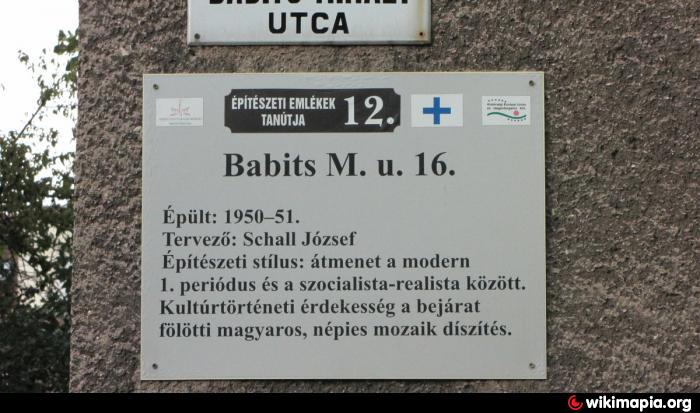 UTCA
ÉPÍTÉSZETI EMLÉKEK
TANÚTJA
12.
Babits M. u. 16.
Épült: 1950–51.
Tervező: Schall József
Építészeti stílus: átmenet a modern
1. periódus és a szocialista-realista között.
Kultúrtörténeti érdekesség a bejárat
fölötti magyaros, népies mozaik díszítés.
wikimapia.org